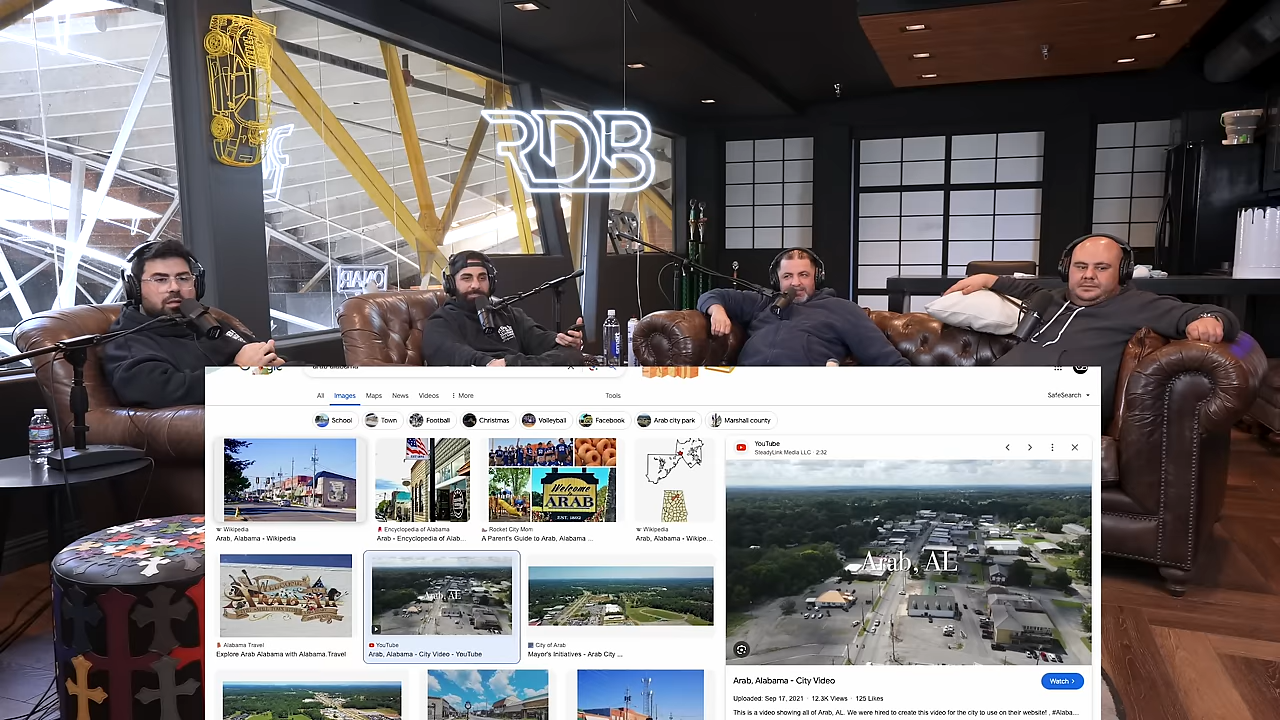 RDB
arab alabama
All Images Maps News Videos More Tools
SafeSearch
School Town Football Christmas Volleyball Facebook Arab city park Marshall county
YouTube
SteadyLink Media LLC · 2:32
Welcome
ARAB
EST. 1892
Wikipedia
Arab, Alabama - Wikipedia
Encyclopedia of Alabama
Arab - Encyclopedia of Alab...
Rocket City Mom
A Parent's Guide to Arab, Alabama ...
Wikipedia
Arab, Alabama - Wikipe...
Arab, AL
Arab, AL
Alabama Travel
Explore Arab Alabama with Alabama.Travel
YouTube
Arab, Alabama - City Video - YouTube
City of Arab
Mayor's Initiatives - Arab City ...
Arab, Alabama - City Video
Watch >
Uploaded: Sep 17, 2021 · 12.3K Views · 125 Likes
This is a video showing all of Arab, AL. We were hired to create this video for the city to use on their website! , #Alaba...